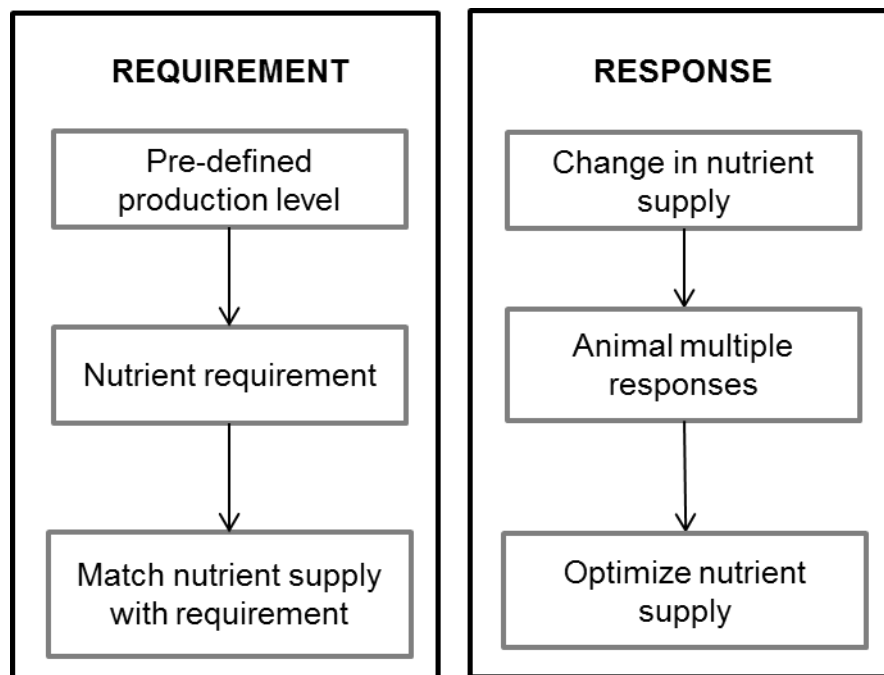 REQUIREMENT
Pre-defined
production level
Nutrient requirement
Match nutrient supply
with requirement
RESPONSE
Change in nutrient
supply
Animal multiple
responses
Optimize nutrient
supply